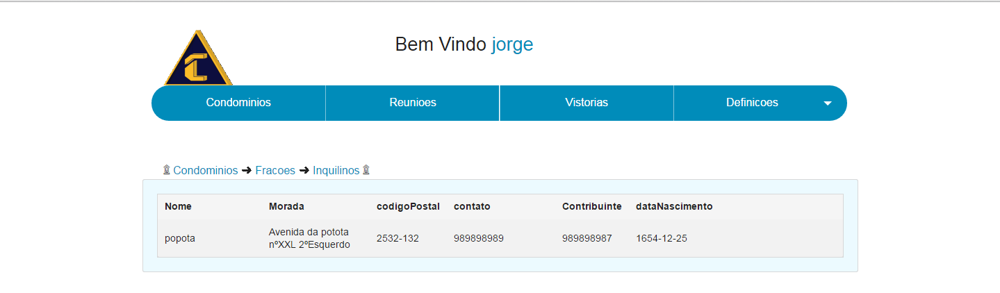 Bem Vindo jorge
Condominios Reunioes Vistorias Definicoes
Condominios Fracoes Inquilinos
Nome Morada codigoPostal contato Contribuinte dataNascimento
popota Avenida da potota nºXXL 2ºEsquerdo 2532-132 989898989 989898987 1654-12-25